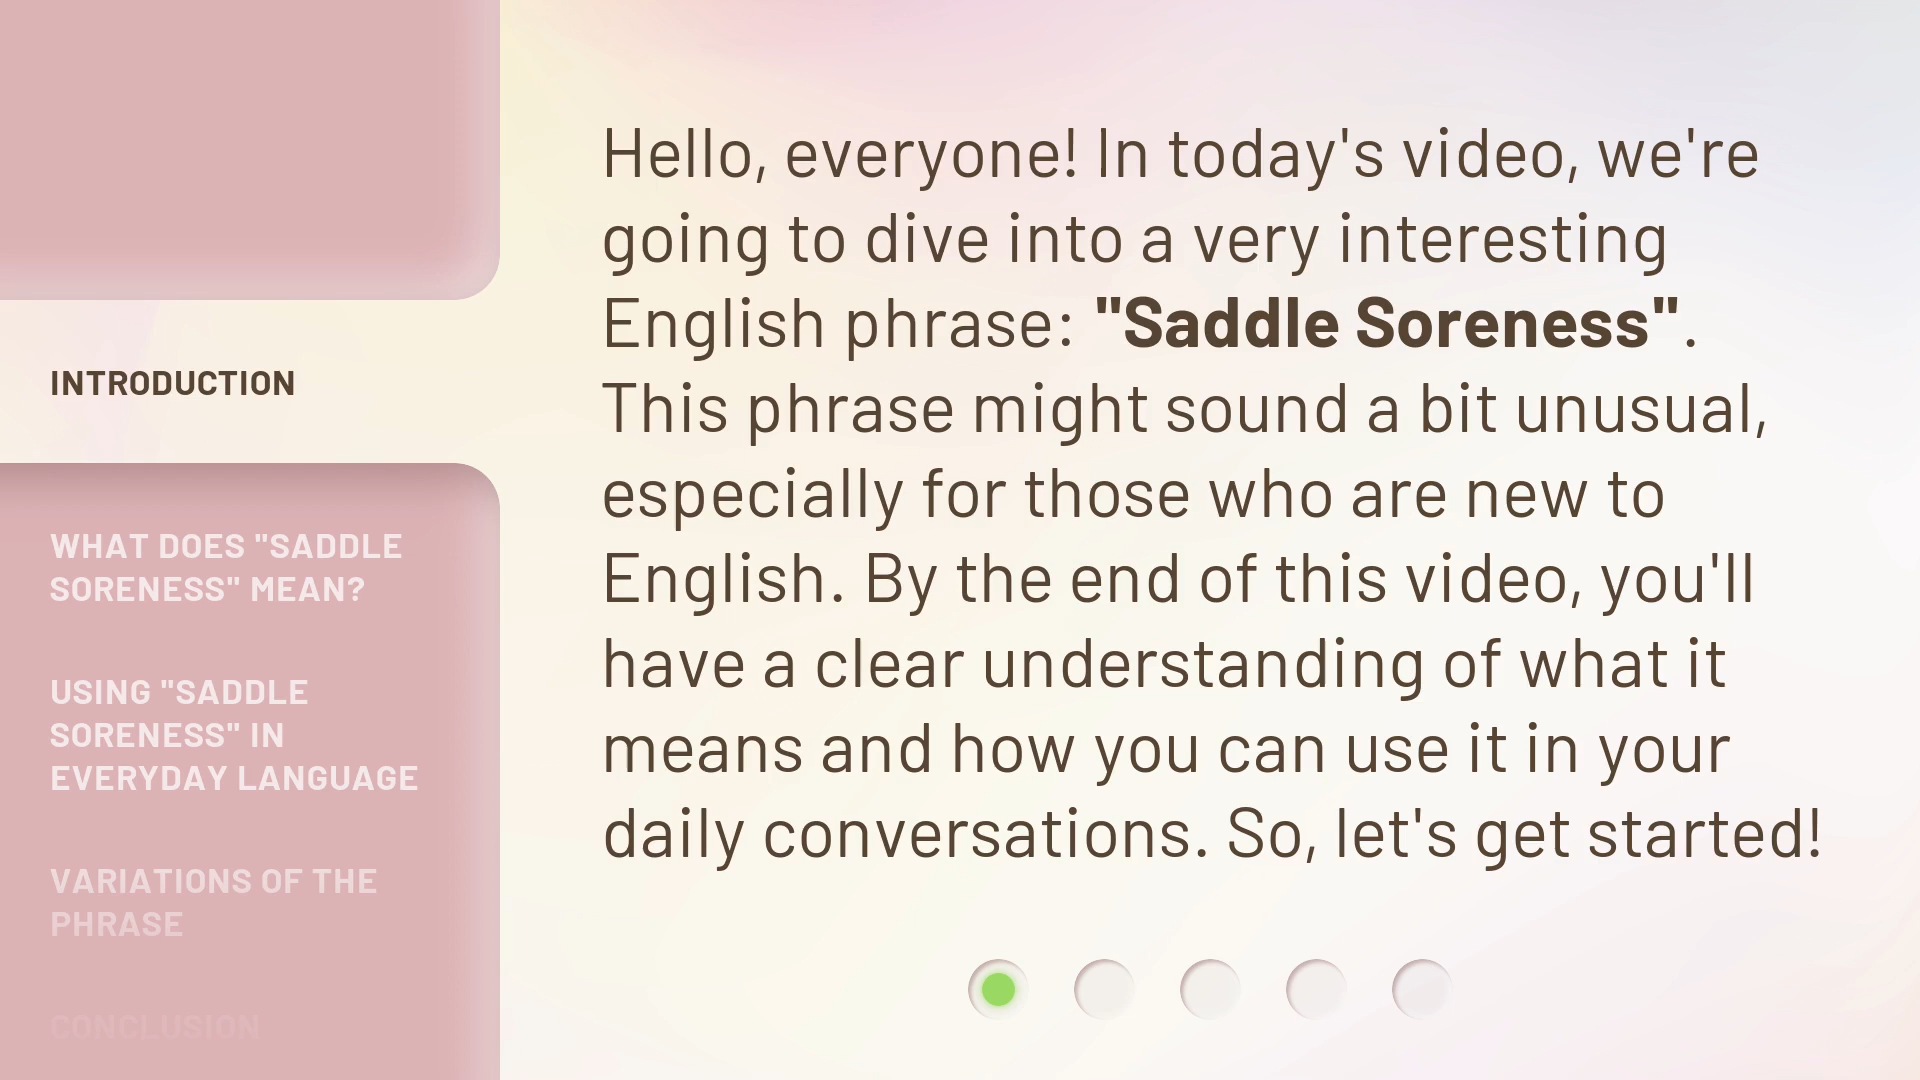 INTRODUCTION
WHAT DOES "SADDLE
SORENESS" MEAN?
USING "SADDLE
SORENESS" IN
EVERYDAY LANGUAGE
VARIATIONS OF THE
PHRASE
CONCLUSION
Hello, everyone! In today's video, we're
going to dive into a very interesting
English phrase: "Saddle Soreness".
This phrase might sound a bit unusual,
especially for those who are new to
English. By the end of this video, you'll
have a clear understanding of what it
means and how you can use it in your
daily conversations. So, let's get started!